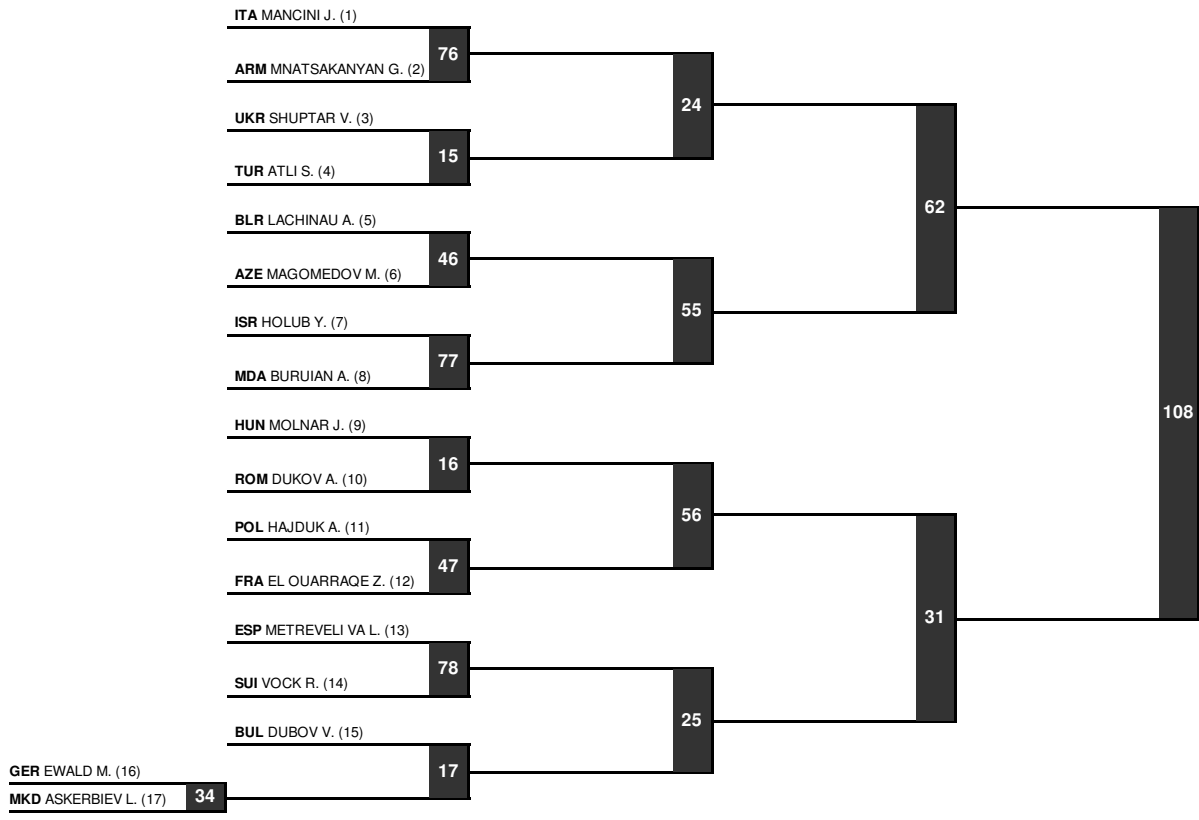 ITA MANCINI J. (1)
76
ARM MNATSAKANYAN G. (2)
24
UKR SHUPTAR V. (3)
15
TUR ATLI S. (4)
62
BLR LACHINAU A. (5)
46
AZE MAGOMEDOV M. (6)
55
ISR HOLUB Y. (7)
77
MDA BURUIAN A. (8)
108
HUN MOLNAR J. (9)
16
ROM DUKOV A. (10)
56
POL HAJDUK A. (11)
47
FRA EL OUARRAQE Z. (12)
31
ESP METREVELI VA L. (13)
78
SUI VOCK R. (14)
25
BUL DUBOV V. (15)
17
GER EWALD M. (16)
34
MKD ASKERBIEV L. (17)